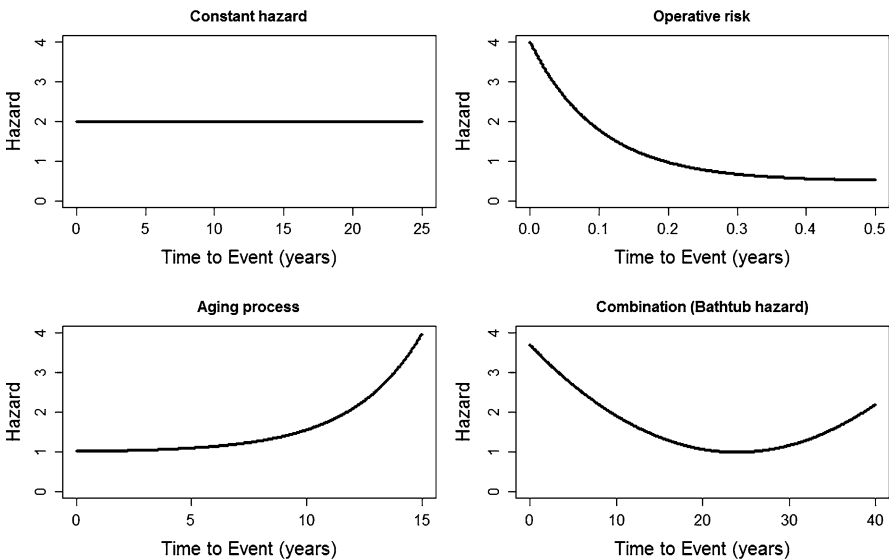 Constant hazard
Hazard
4
3
2
1
0
0 5 10 15 20 25
Time to Event (years)
Operative risk
Hazard
4
3
2
1
0
0.0 0.1 0.2 0.3 0.4 0.5
Time to Event (years)
Aging process
Hazard
4
3
2
1
0
0 5 10 15
Time to Event (years)
Combination (Bathtub hazard)
Hazard
4
3
2
1
0
0 10 20 30 40
Time to Event (years)